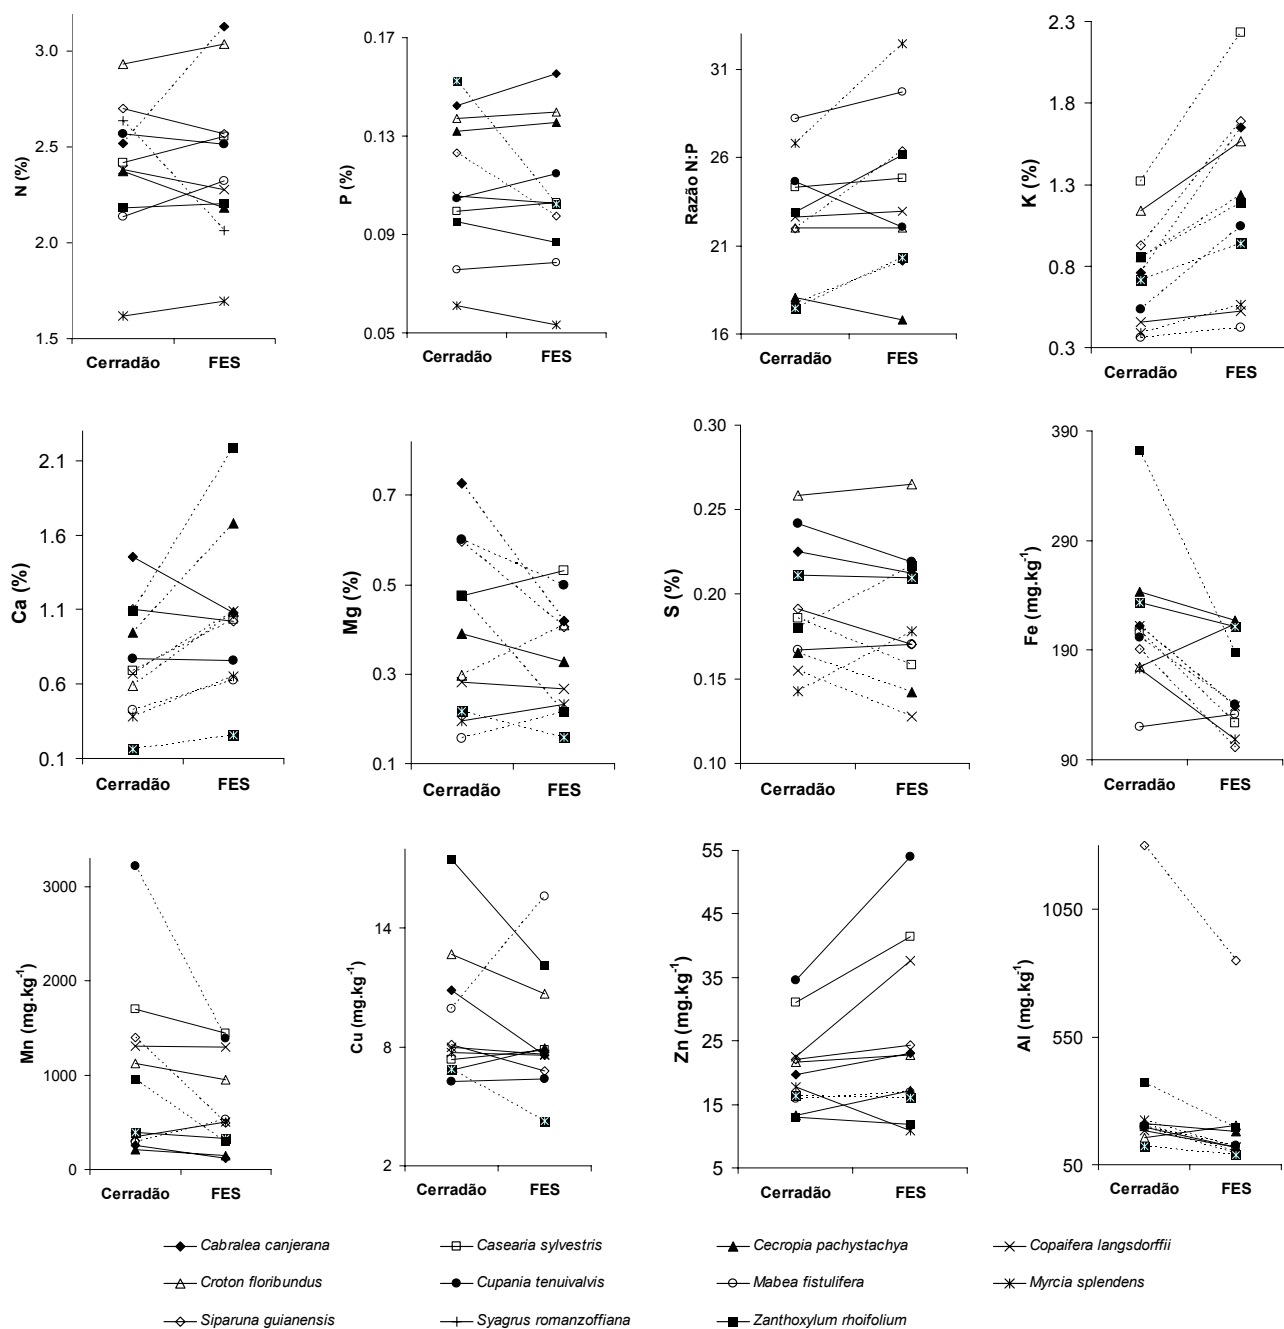 N (%)
3.0
2.5
2.0
1.5
Cerradão FES
P (%)
0.17
0.13
0.09
0.05
Cerradão FES
Razão N:P
31
26
21
16
Cerradão FES
K (%)
2.3
1.8
1.3
0.8
0.3
Cerradão FES
Ca (%)
2.1
1.6
1.1
0.6
0.1
Cerradão FES
Mg (%)
0.7
0.5
0.3
0.1
Cerradão FES
S (%)
0.30
0.25
0.20
0.15
0.10
Cerradão FES
Fe (mg.kg⁻¹)
390
290
190
90
Cerradão FES
Mn (mg.kg⁻¹)
3000
2000
1000
0
Cerradão FES
Cu (mg.kg⁻¹)
14
8
2
Cerradão FES
Zn (mg.kg⁻¹)
55
45
35
25
15
5
Cerradão FES
Al (mg.kg⁻¹)
1050
550
50
Cerradão FES
Cabralea canjerana Casearia sylvestris Cecropia pachystachya Copaifera langsdorffii
Croton floribundus Cupania tenuivalvis Mabea fistulifera Myrcia splendens
Siparuna guianensis Syagrus romanzoffiana Zanthoxylum rhoifolium